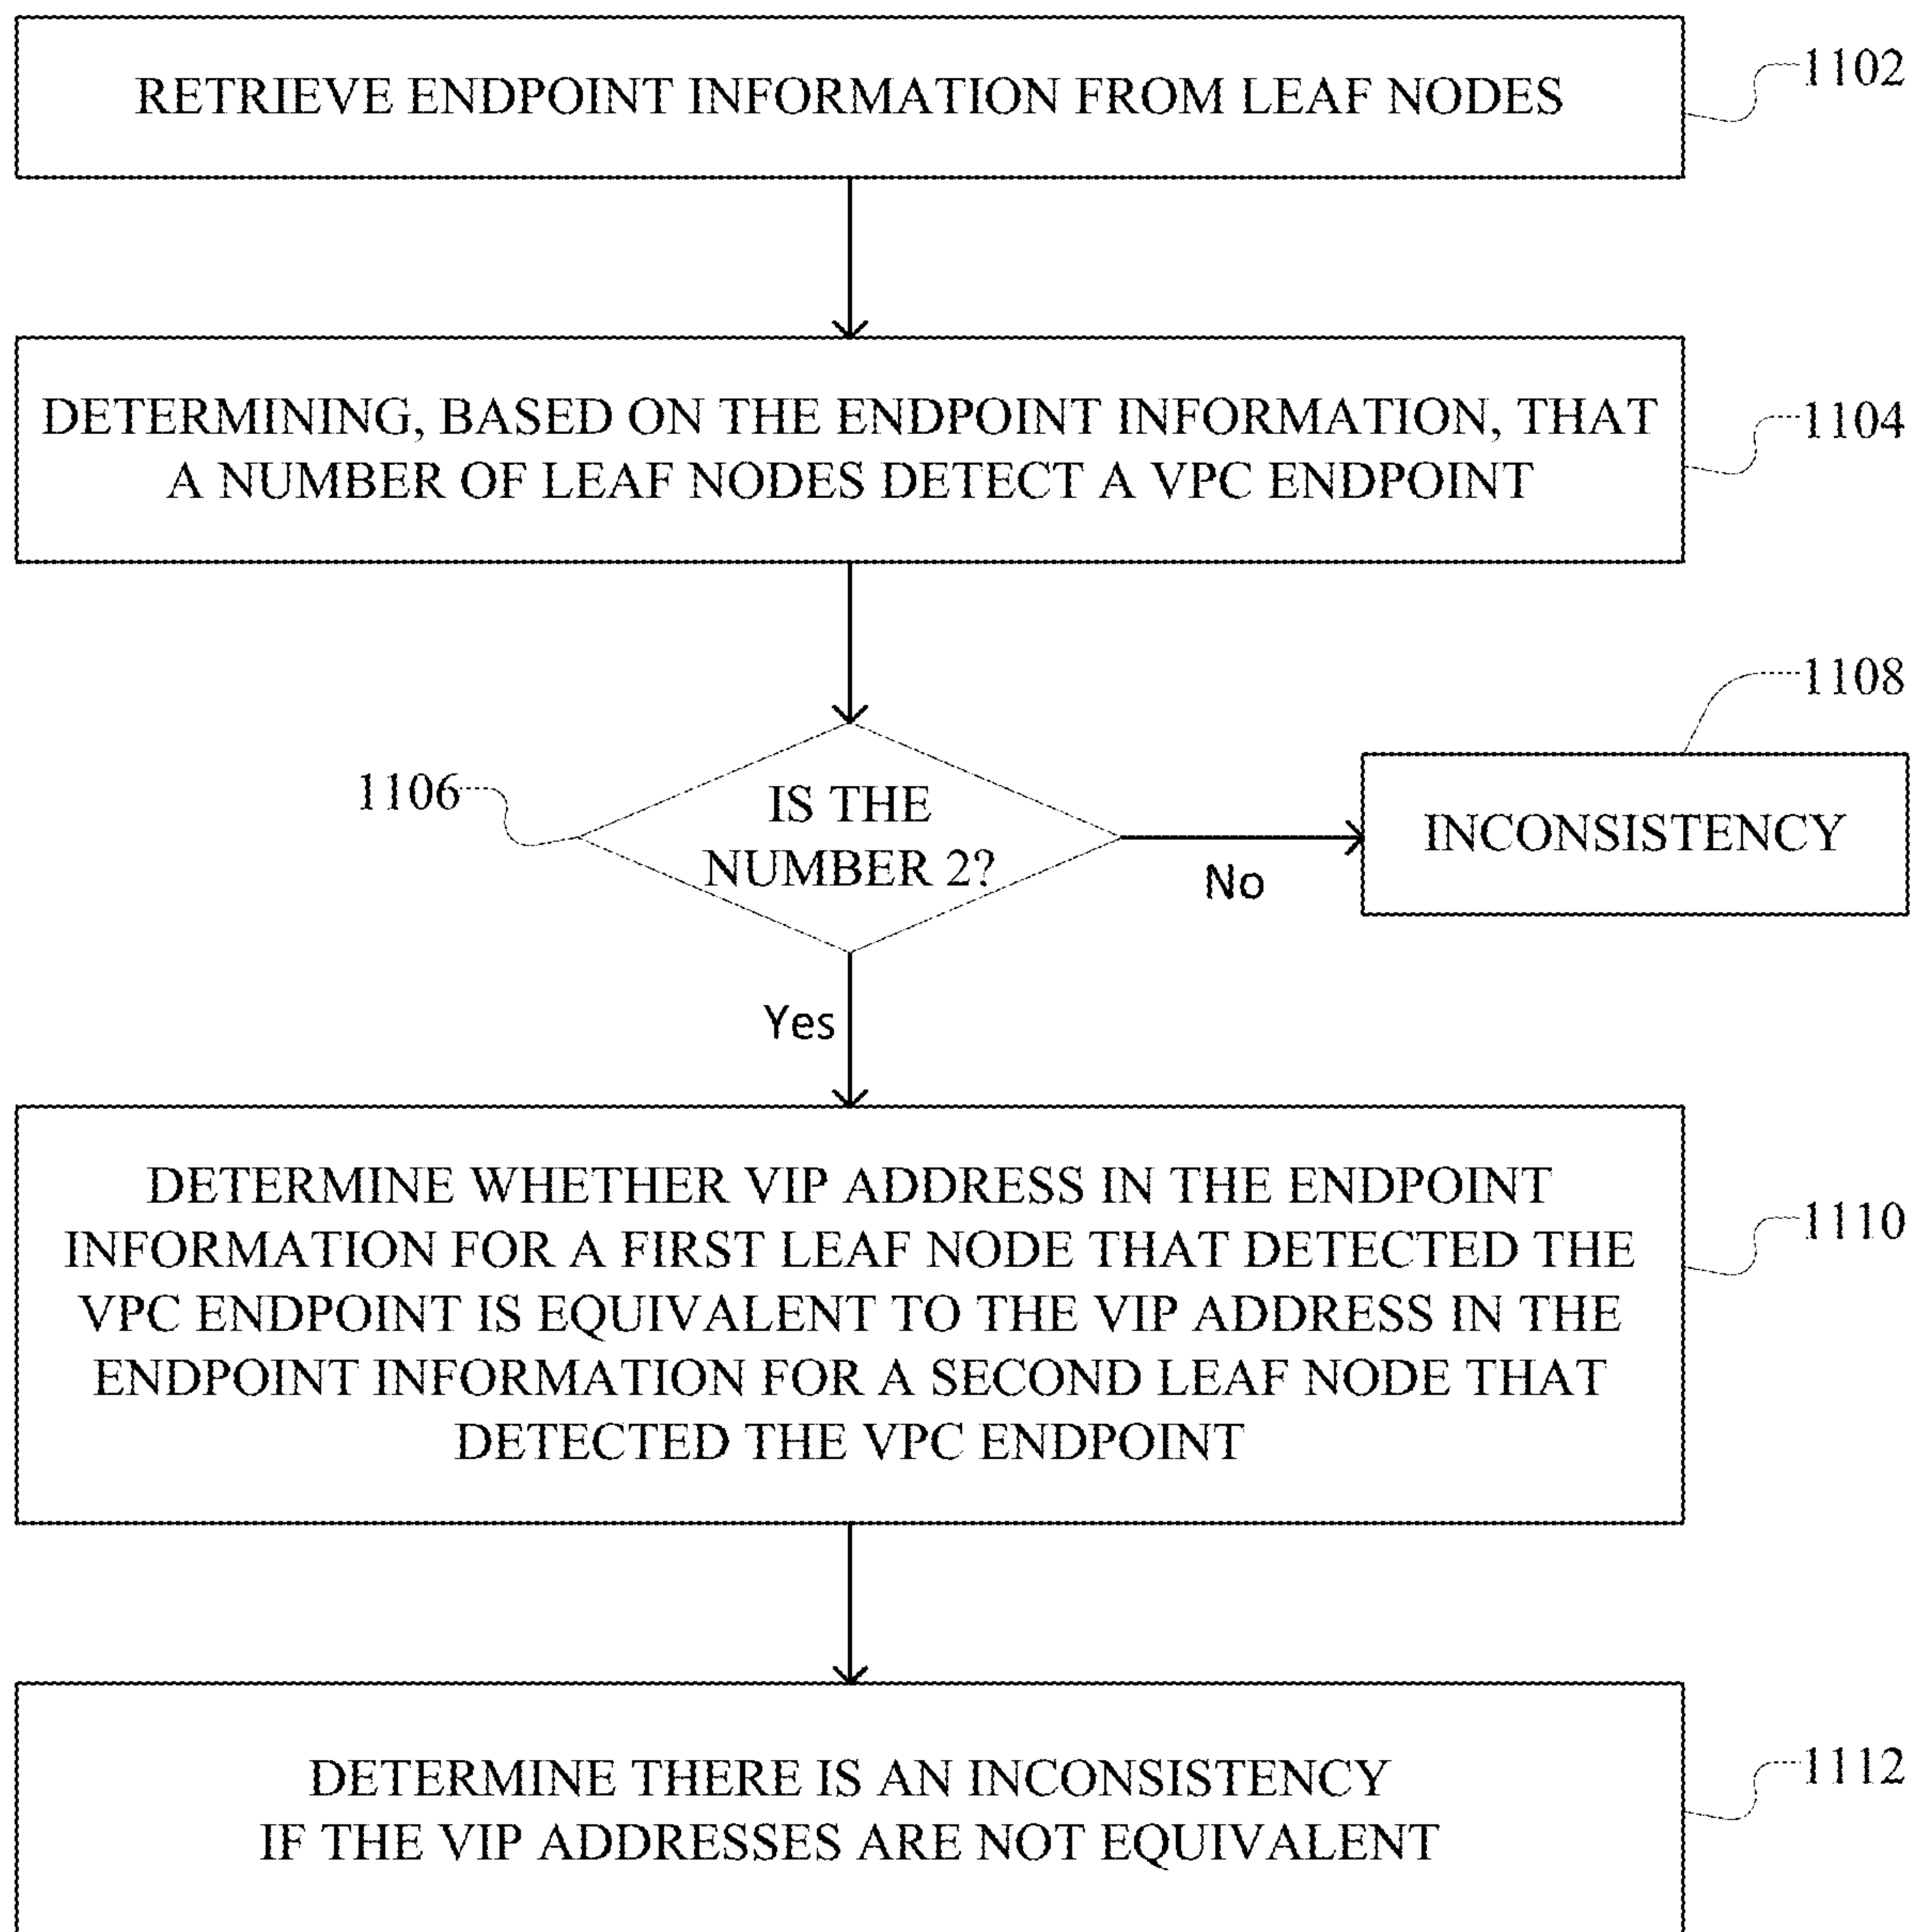 RETRIEVE ENDPOINT INFORMATION FROM LEAF NODES
1102
DETERMINING, BASED ON THE ENDPOINT INFORMATION, THAT
A NUMBER OF LEAF NODES DETECT A VPC ENDPOINT
1104
1106
IS THE
NUMBER 2?
No
1108
INCONSISTENCY
Yes
DETERMINE WHETHER VIP ADDRESS IN THE ENDPOINT
INFORMATION FOR A FIRST LEAF NODE THAT DETECTED THE
VPC ENDPOINT IS EQUIVALENT TO THE VIP ADDRESS IN THE
ENDPOINT INFORMATION FOR A SECOND LEAF NODE THAT
DETECTED THE VPC ENDPOINT
1110
DETERMINE THERE IS AN INCONSISTENCY
IF THE VIP ADDRESSES ARE NOT EQUIVALENT
1112